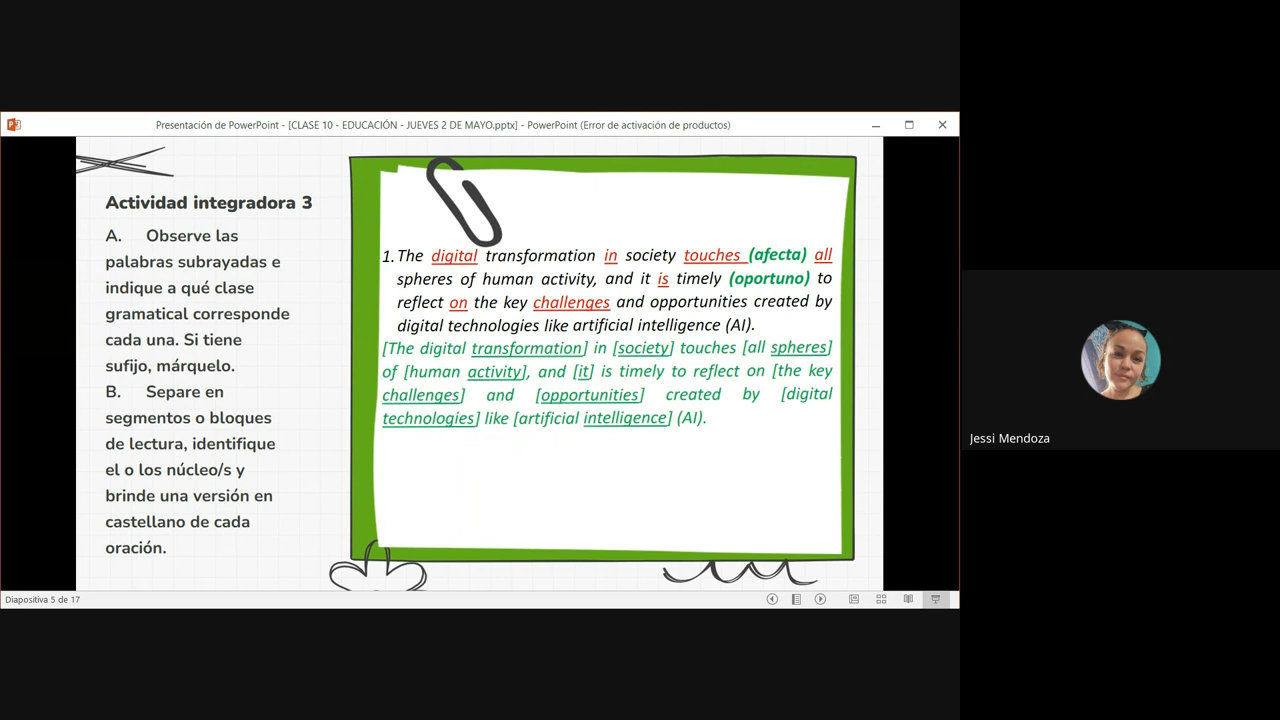 Presentación de PowerPoint - [CLASE 10 - EDUCACIÓN - JUEVES 2 DE MAYO.pptx] - PowerPoint (Error de activación de productos)
Actividad integradora 3
A. Observe las
palabras subrayadas e
indique a qué clase
gramatical corresponde
cada una. Si tiene
sufijo, márquelo.
B. Separe en
segmentos o bloques
de lectura, identifique
el o los núcleo/s y
brinde una versión en
castellano de cada
oración.
1. The digital transformation in society touches (afecta) all
spheres of human activity, and it is timely (oportuno) to
reflect on the key challenges and opportunities created by
digital technologies like artificial intelligence (AI).
[The digital transformation] in [society] touches [all spheres]
of [human activity], and [it] is timely to reflect on [the key
challenges] and [opportunities] created by [digital
technologies] like [artificial intelligence] (AI).
Diapositiva 5 de 17
Jessi Mendoza